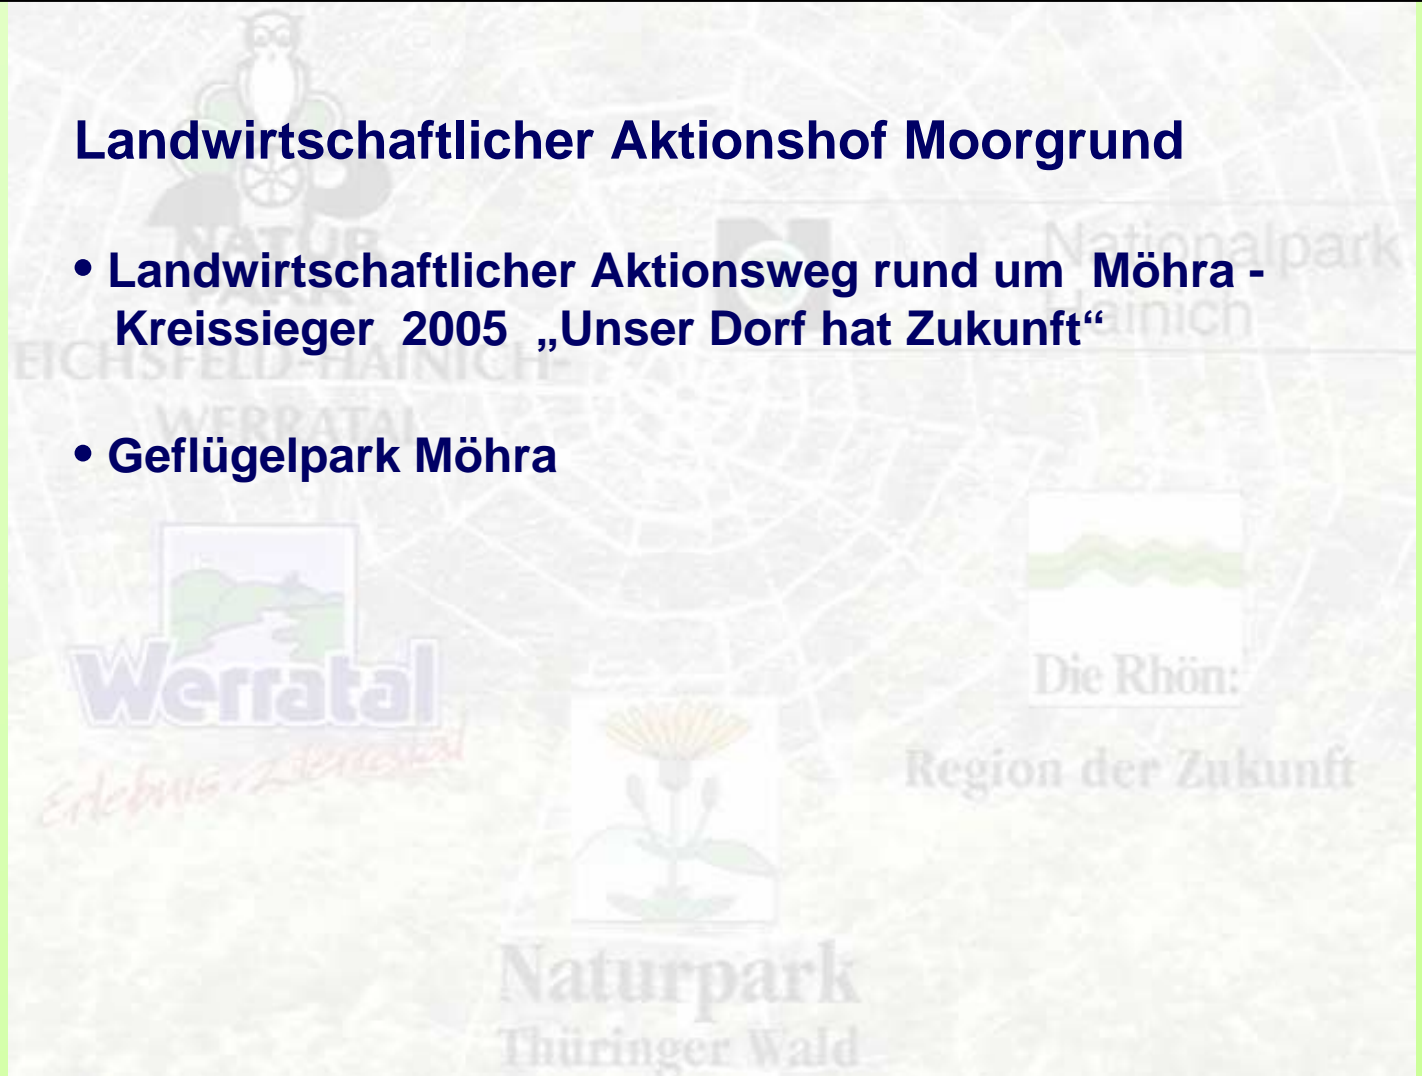 Landwirtschaftlicher Aktionshof Moorgrund
• Landwirtschaftlicher Aktionsweg rund um Möhra -
Kreissieger 2005 „Unser Dorf hat Zukunft“
• Geflügelpark Möhra
NATUR
PARK
EICHSFELD-HAINICH-
WERRATAL
Nationalpark
Hainich
Werratal
Die Rhön:
Region der Zukunft
Naturpark
Thüringer Wald